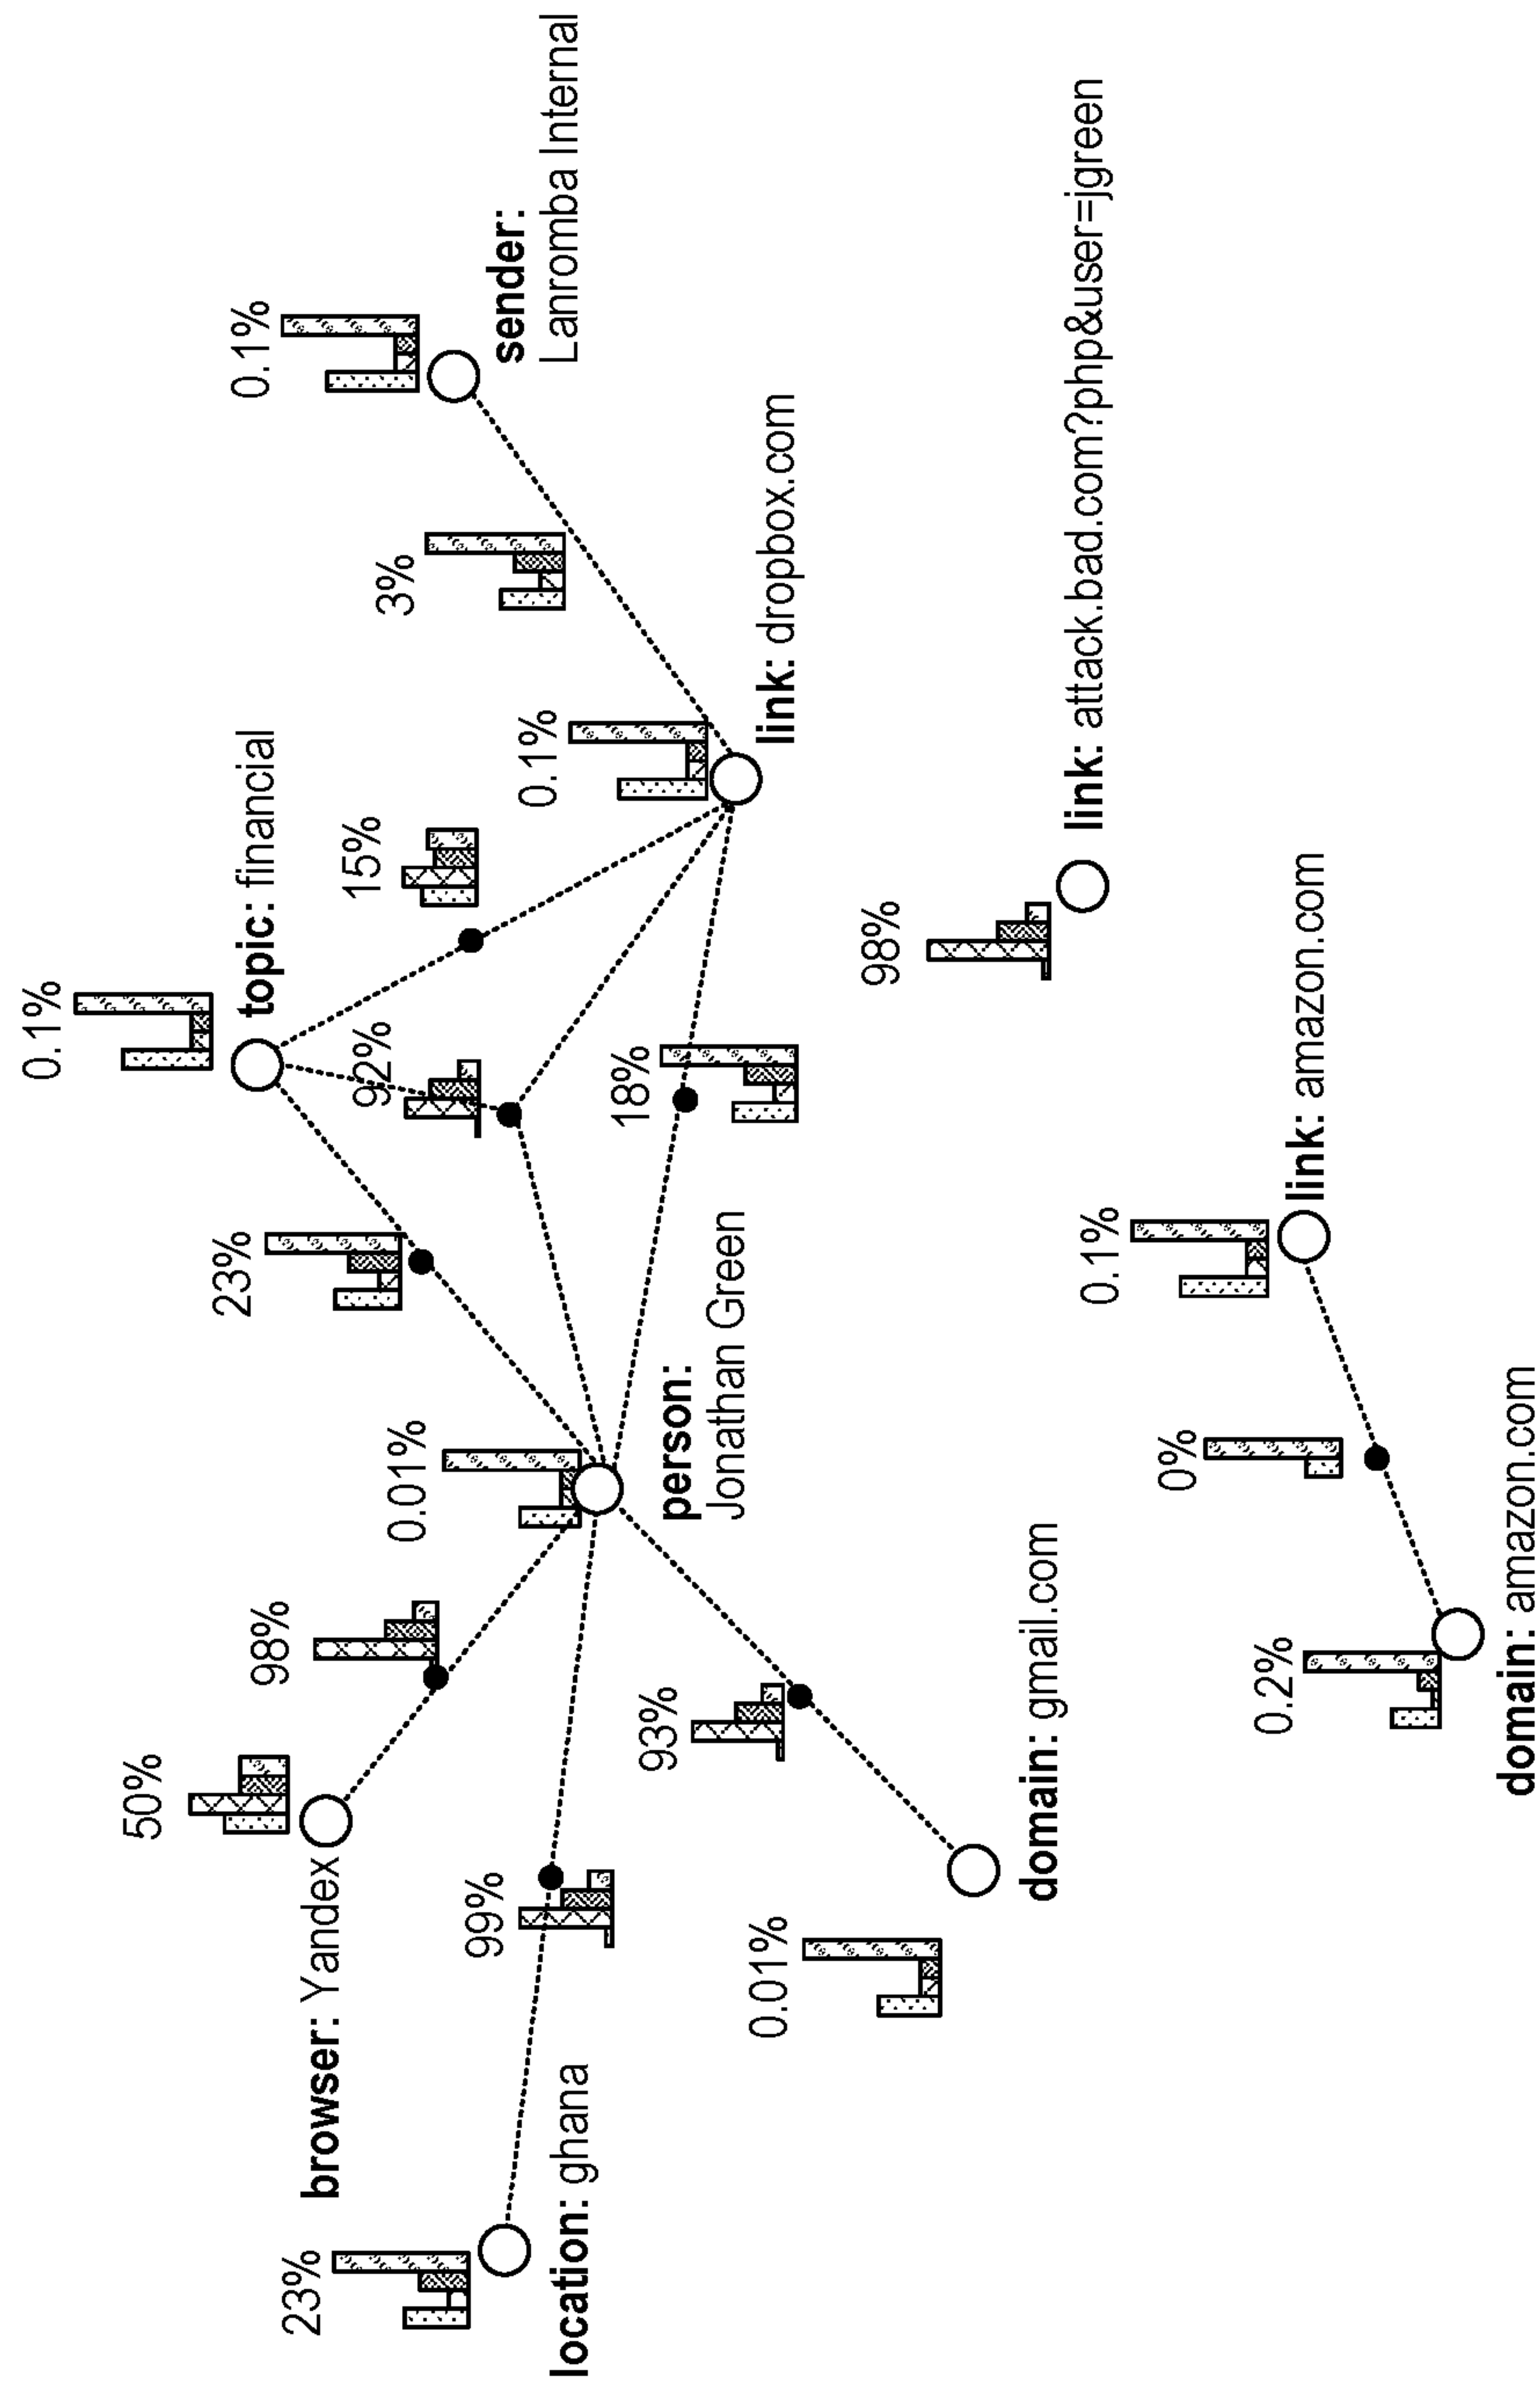 0.1%
50%
23%
0.1%
topic: financial
98%
23%
browser: Yandex
15%
92%
3%
0.01%
99%
sender:
Lanromba Internal
0.1%
location: ghana
18%
93%
person:
Jonathan Green
0.01%
link: dropbox.com
98%
domain: gmail.com
link: attack.bad.com?php&user=jgreen
0.1%
0%
0.2%
link: amazon.com
domain: amazon.com